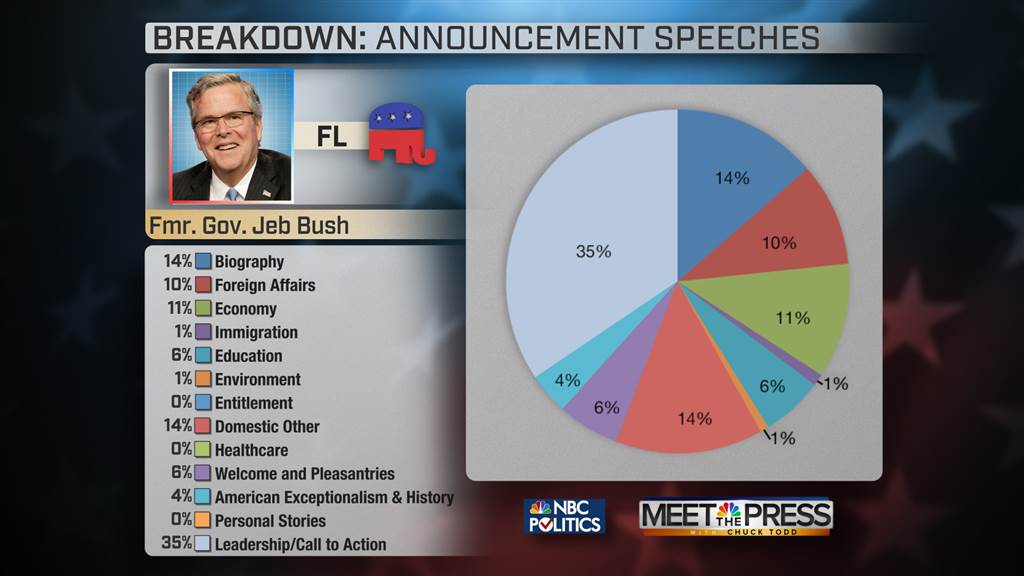 BREAKDOWN: ANNOUNCEMENT SPEECHES
FL
Fmr. Gov. Jeb Bush
14% Biography
10% Foreign Affairs
11% Economy
1% Immigration
6% Education
1% Environment
0% Entitlement
14% Domestic Other
0% Healthcare
6% Welcome and Pleasantries
4% American Exceptionalism & History
0% Personal Stories
35% Leadership/Call to Action
14%
10%
11%
1%
6%
1%
14%
6%
4%
35%
NBC
POLITICS
MEET THE PRESS
WITH CHUCK TODD